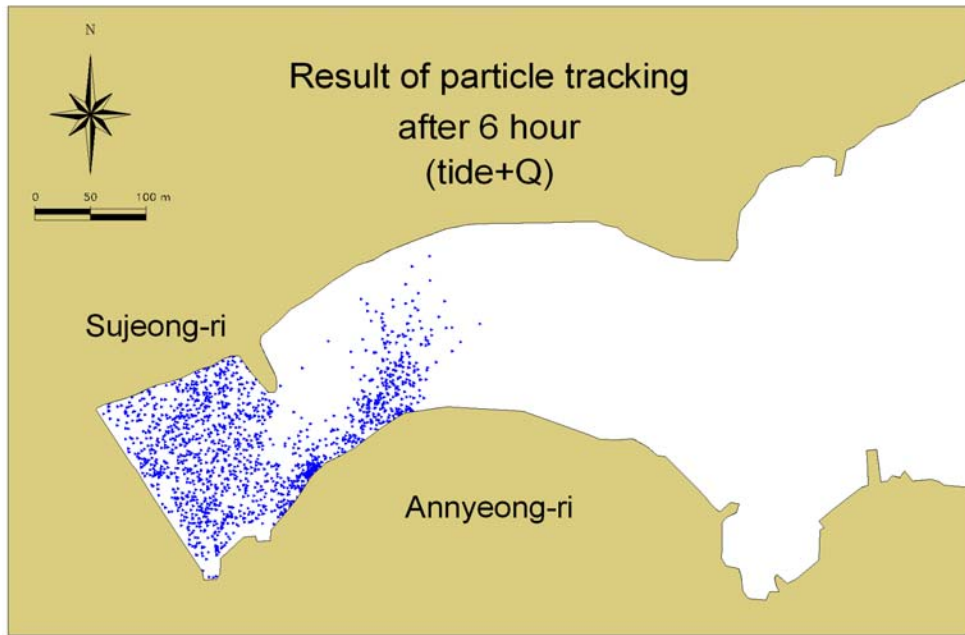 N
Result of particle tracking
after 6 hour
(tide+Q)
0 50 100 m
Sujeong-ri
Annyeong-ri